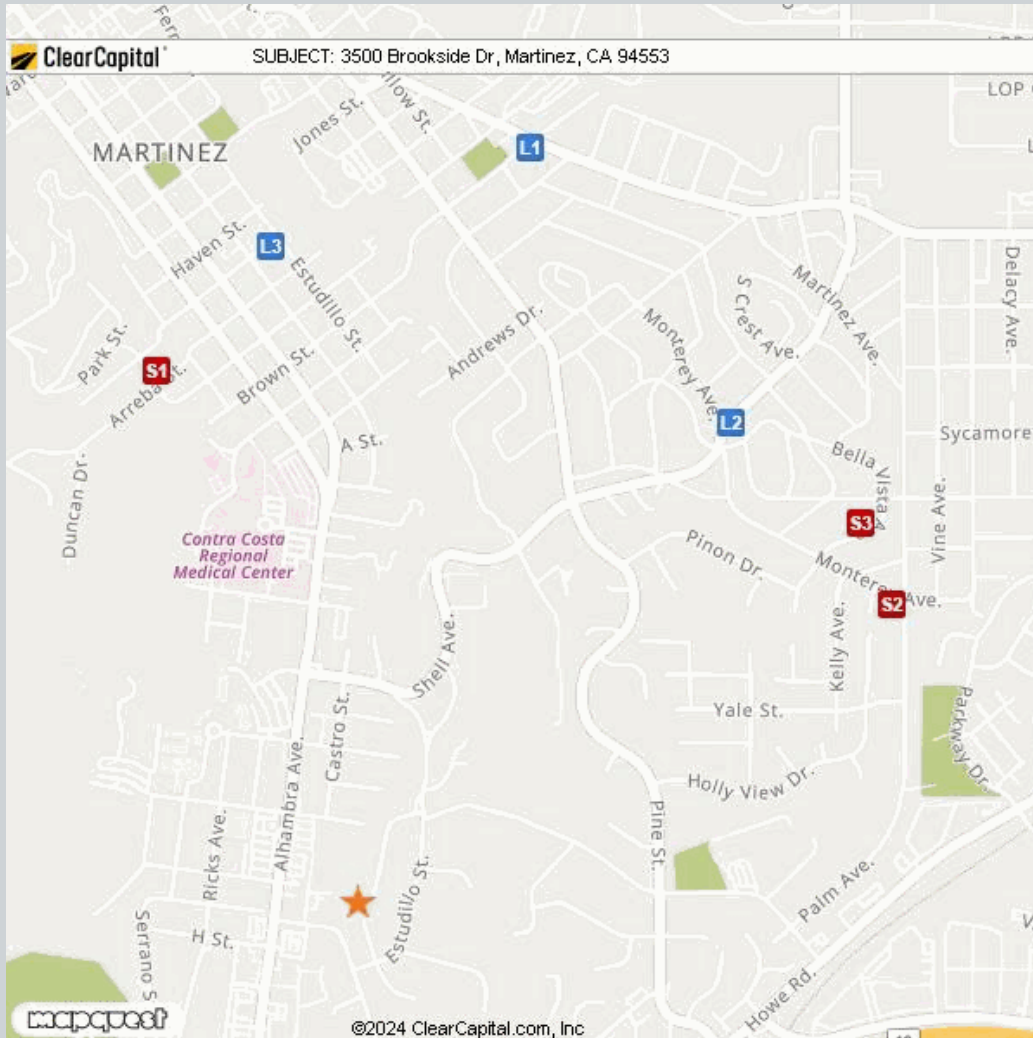 ClearCapital
SUBJECT: 3500 Brookside Dr, Martinez, CA 94553
LOP
Jones St.
MARTINEZ
L1
Haven St.
L3
Estudillo St.
Delacy Ave.
Martinez Ave.
S Crest Ave.
Monterey Ave.
Andrews Dr.
Park St.
S1
Brown St.
L2
A St.
Sycamore
Bella Vista A
Duncan Dr.
Vine Ave.
S3
Contra Costa
Regional
Medical Center
Pinon Dr.
Ave.
S2
Kelly Ave.
Shell Ave.
Castro St.
Yale St.
Parkway Dr.
Alhambra Ave.
Holly View Dr.
Pine St.
Ricks Ave.
Palm Ave.
Estudillo St.
H St.
Serrano S
Howe Rd.
mapquest
©2024 ClearCapital.com, Inc